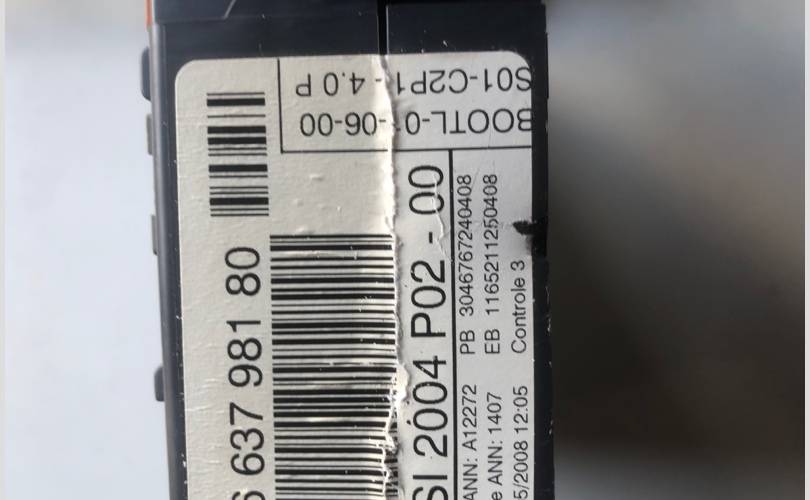 S01-C2P1 - 4.0 P
BOOTL-0 -06-00
6 637 981 80
SI 2004 P02 - 00
ANN: A12272 PB 3046767240408
e ANN: 1407 EB 1165211250408
5/2008 12:05 Controle 3